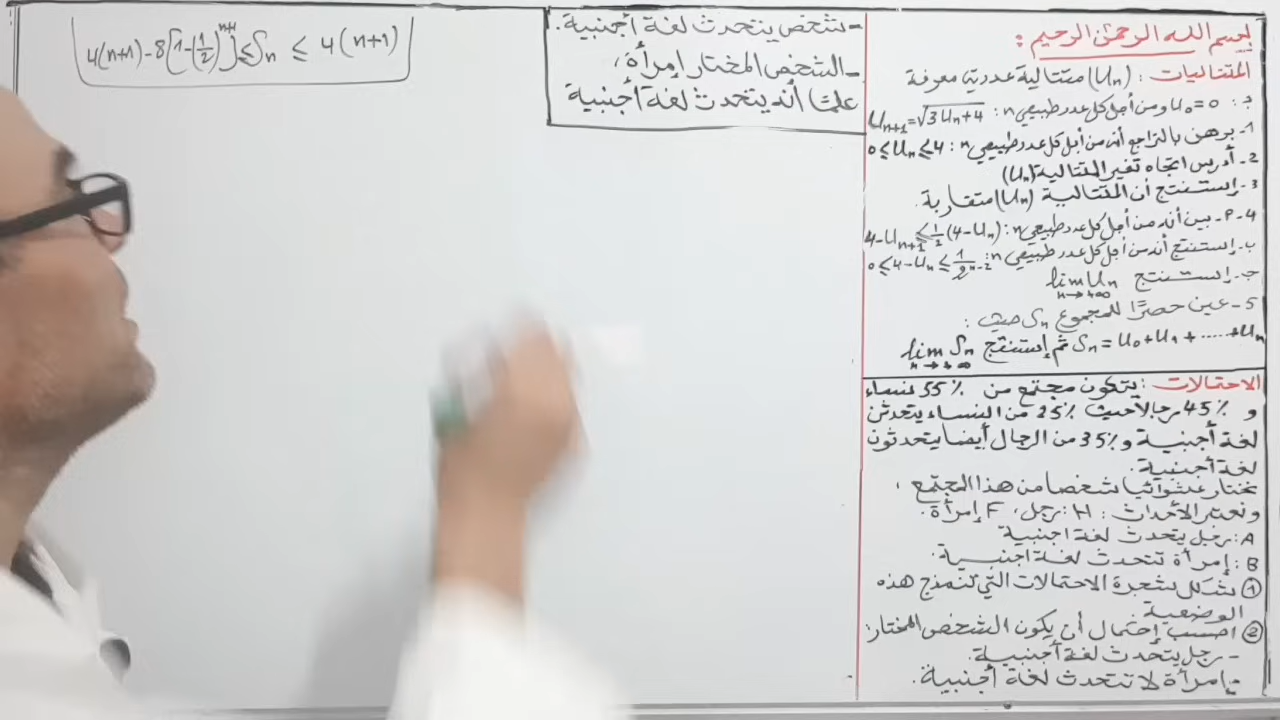 بسم الله الرحمن الرحيم :
المتتاليات : (Un) متتالية عددية معرفة
بـ : U0 = 0 ومن أجل كل عدد طبيعي n : Un+1 = √3Un+4
1- برهن بالتراجع أنه من أجل كل عدد طبيعي n : 0 ≤ Un ≤ 4
2- أدرس اتجاه تغير المتتالية (Un)
3- إستنتج أن المتتالية (Un) متقاربة.
4- أ- بين أنه من أجل كل عدد طبيعي n : 4-Un+1 ≤ 1/2 (4-Un)
ب- إستنتج أنه من أجل كل عدد طبيعي n : 0 ≤ 4-Un ≤ 1/2^n-2
جـ- إستنتج lim Un n→+∞
5- عين حصرًا للمجموع Sn حيث :
Sn = U0 + U1 + ...... + Un ثم إستنتج lim Sn n→+∞
الاحتمالات : يتكون مجتمع من 55% نساء
و 45% رجالا حيث 25% من النساء يتحدثن
لغة أجنبية و 35% من الرجال أيضا يتحدثون
لغة أجنبية.
نختار عشوائيا شخصا من هذا المجتمع ،
ونعتبر الأحداث : H : رجل، F إمرأة.
A : رجل يتحدث لغة اجنبية
B : إمرأة تتحدث لغة اجنبية.
① شكل شجرة الاحتمالات التي تنمذج هذه
الوضعية.
② احسب إحتمال أن يكون الشخص المختار :
- رجل يتحدث لغة أجنبية.
- إمرأة لا تتحدث لغة أجنبية.
- شخص يتحدث لغة أجنبية.
- الشخص المختار إمرأة،
علمًا أنه يتحدث لغة أجنبية
4(n+1) - 8[1-(1/2)^n+1] ≤ Sn ≤ 4(n+1)